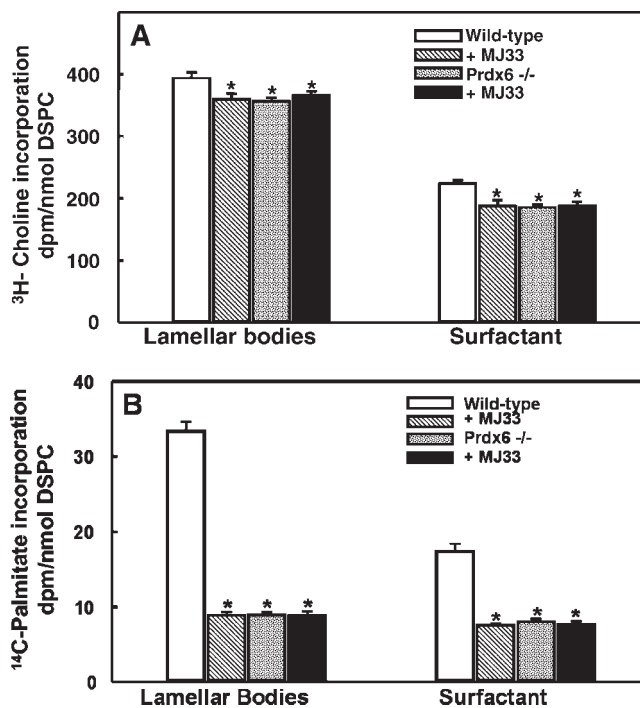 A
Wild-type
+ MJ33
Prdx6 -/-
+ MJ33
400
300
200
100
0
³H- Choline incorporation
dpm/nmol DSPC
* * *
* * *
Lamellar bodies
Surfactant
B
Wild-type
+ MJ33
Prdx6 -/-
+ MJ33
40
30
20
10
0
¹⁴C-Palmitate incorporation
dpm/nmol DSPC
* * *
* * *
Lamellar Bodies
Surfactant